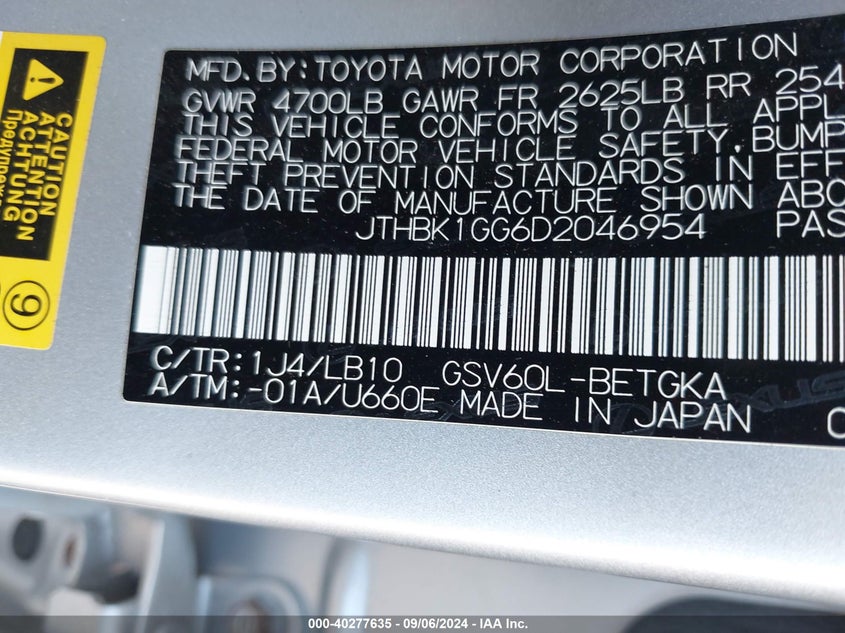 MFD. BY: TOYOTA MOTOR CORPORATION
GVWR 4700LB GAWR FR 2625LB RR 254
THIS VEHICLE CONFORMS TO ALL APPL
FEDERAL MOTOR VEHICLE SAFETY, BUMP
THEFT PREVENTION STANDARDS IN EFF
THE DATE OF MANUFACTURE SHOWN ABO
JTHBK1GG6D2046954 PAS
C/TR: 1J4/LB10 GSV60L-BETGKA
A/TM: -01A/U660E MADE IN JAPAN
CAUTION
ATTENTION
ACHTUNG
9
000-40277635 - 09/06/2024 - IAA Inc.